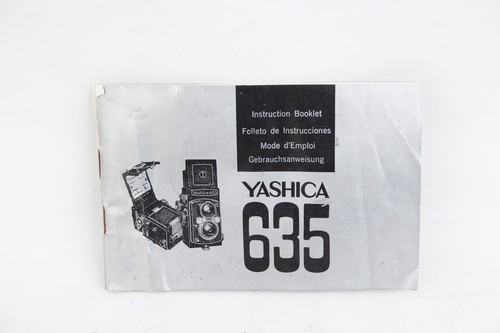 Instruction Booklet
Folleto de Instrucciones
Mode d'Emploi
Gebrauchsanweisung
YASHICA
635